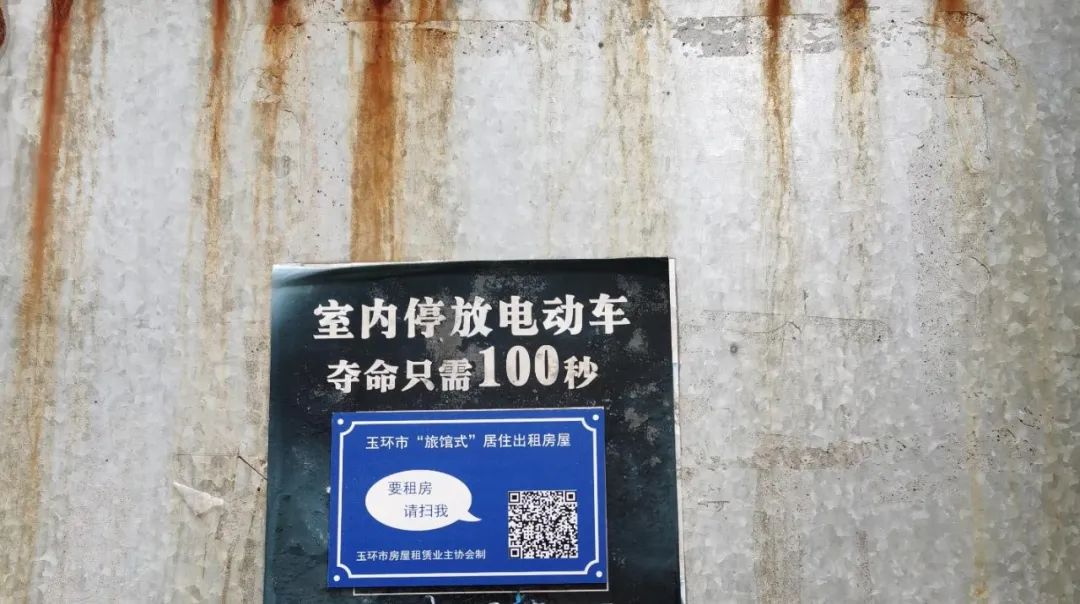 室内停放电动车
夺命只需100秒
玉环市“旅馆式”居住出租房屋
要租房
请扫我
玉环市房屋租赁业主协会制